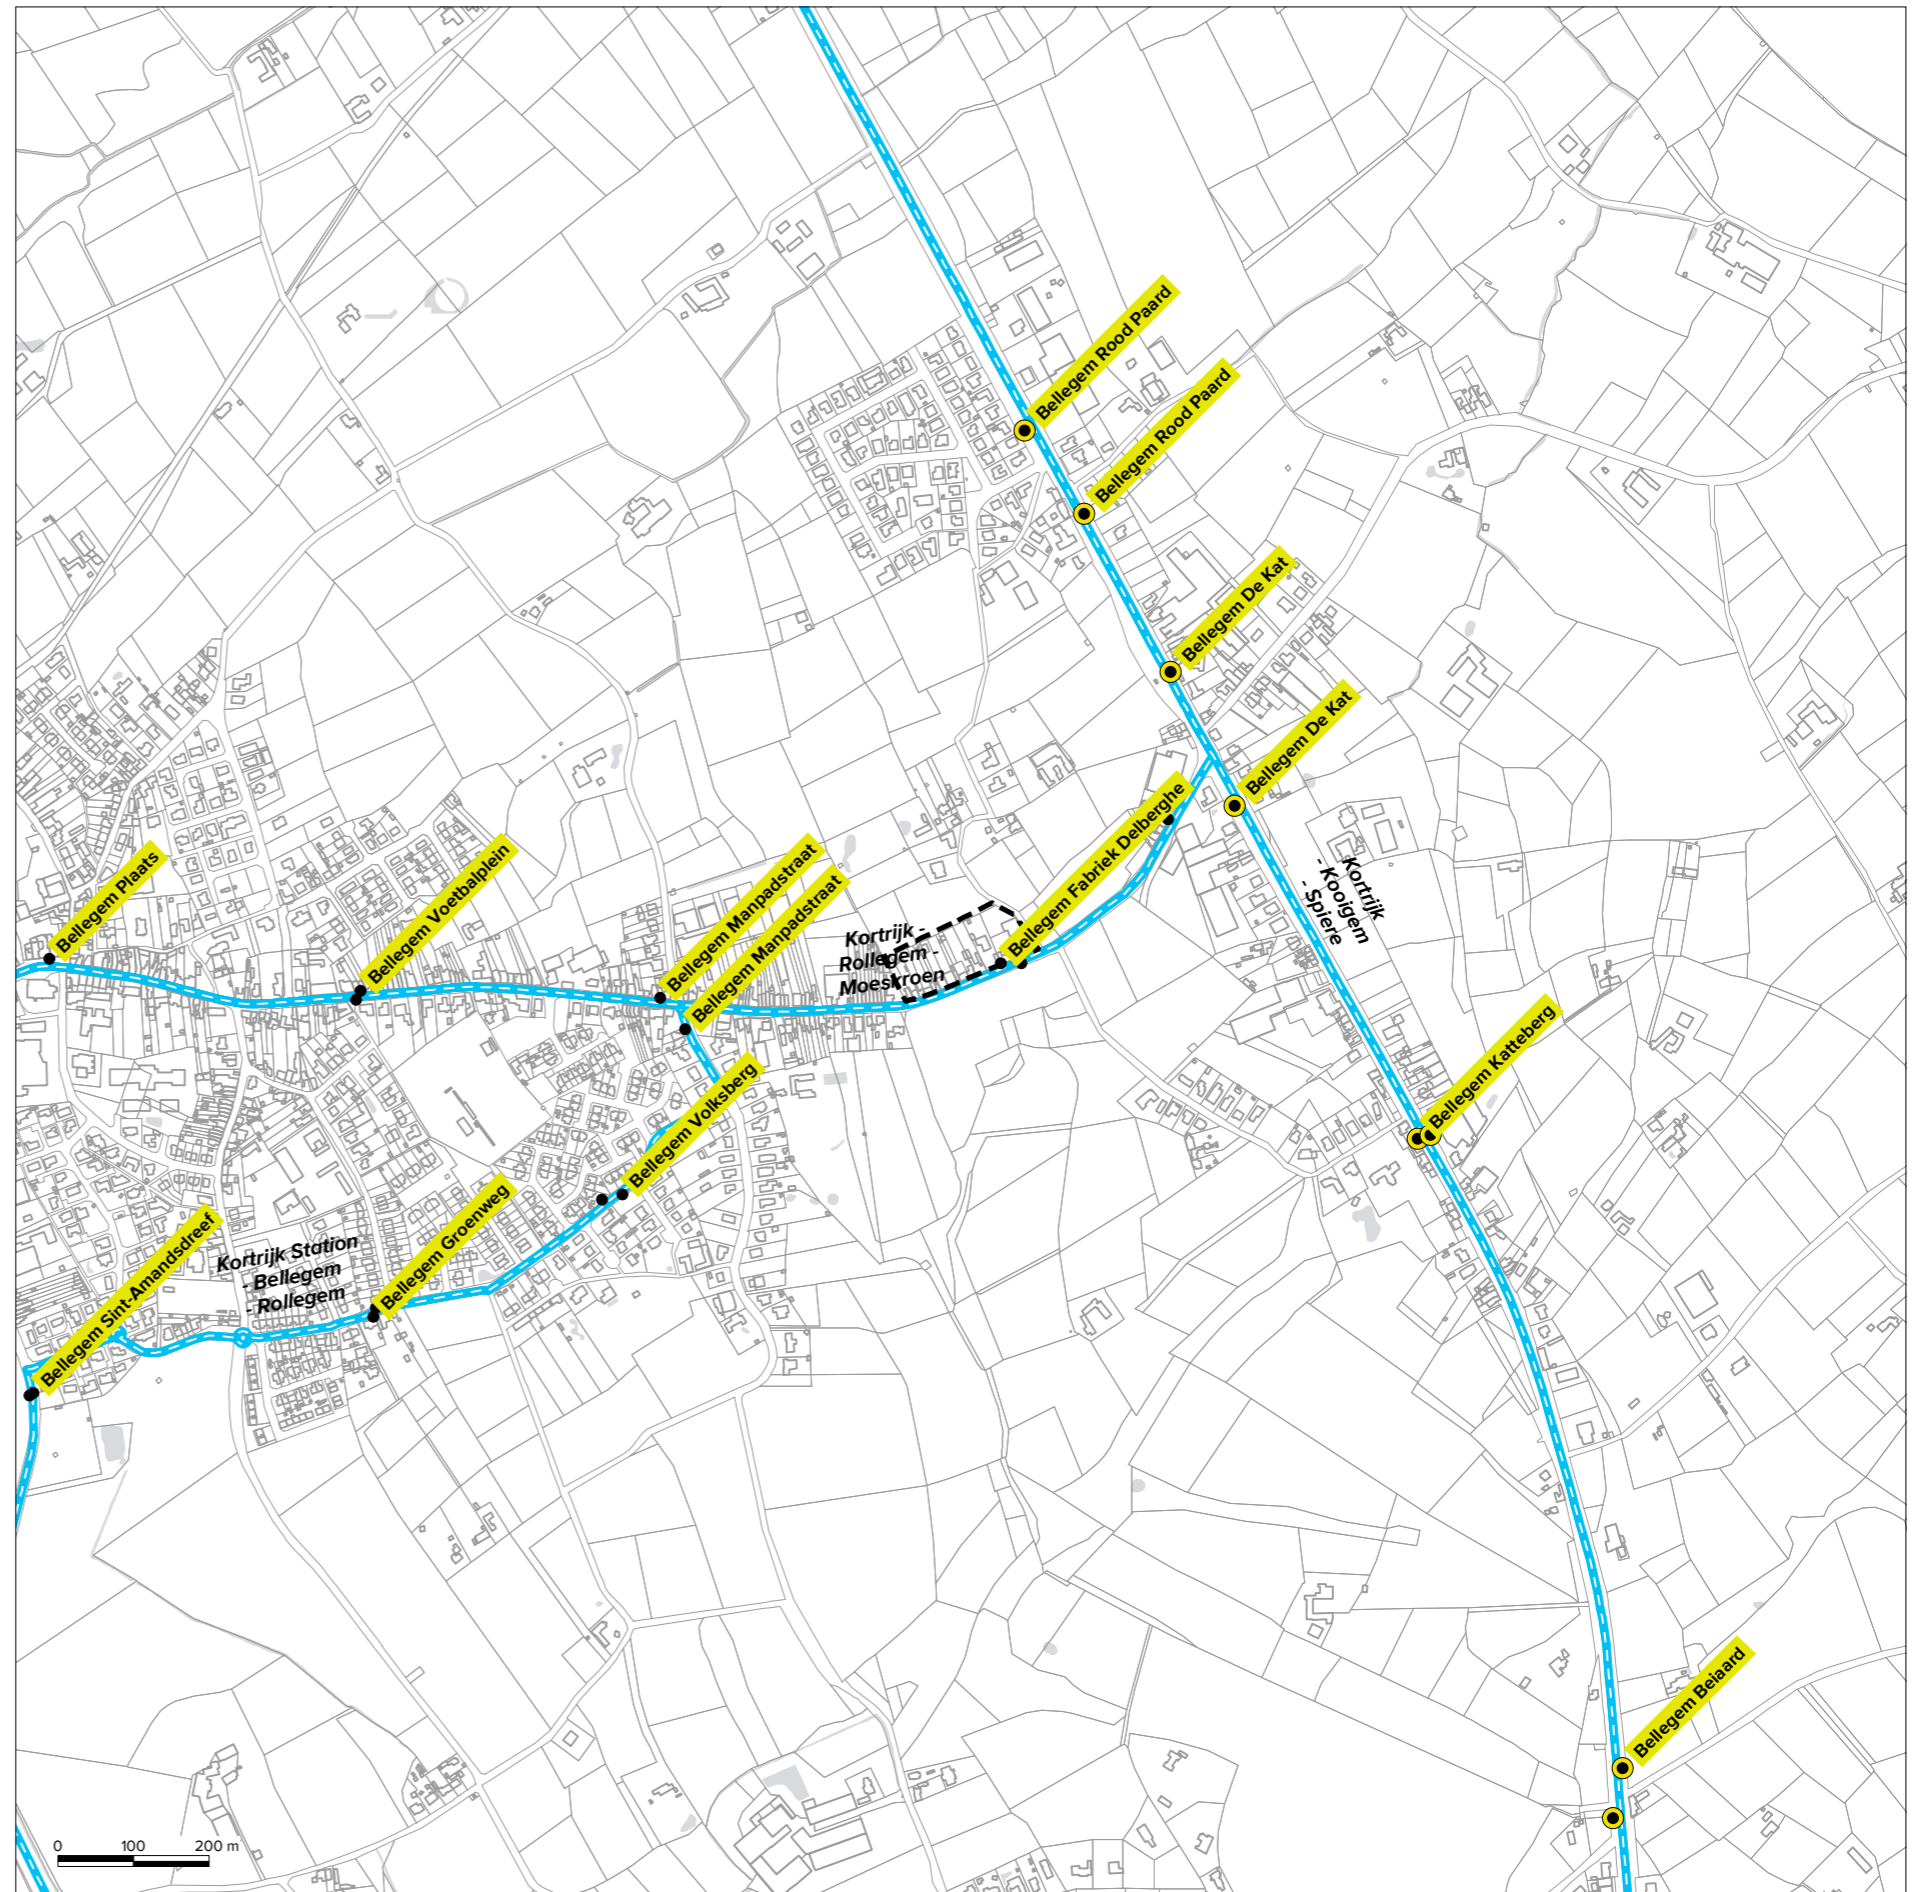 Bellegem Rood Paard
Bellegem Rood Paard
Bellegem De Kat
Bellegem De Kat
Bellegem Fabriek Delberghe
Bellegem Plaats
Bellegem Voetbalplein
Bellegem Manpadstraat
Bellegem Manpadstraat
Kortrijk -
Rollegem -
Moeskroen
Kortrijk
- Kooigem
- Spiere
Bellegem Katteberg
Bellegem Volksberg
Bellegem Groenweg
Bellegem Sint-Amandsdreef
Kortrijk Station
- Bellegem
- Rollegem
Bellegem Beiaard
0 100 200 m